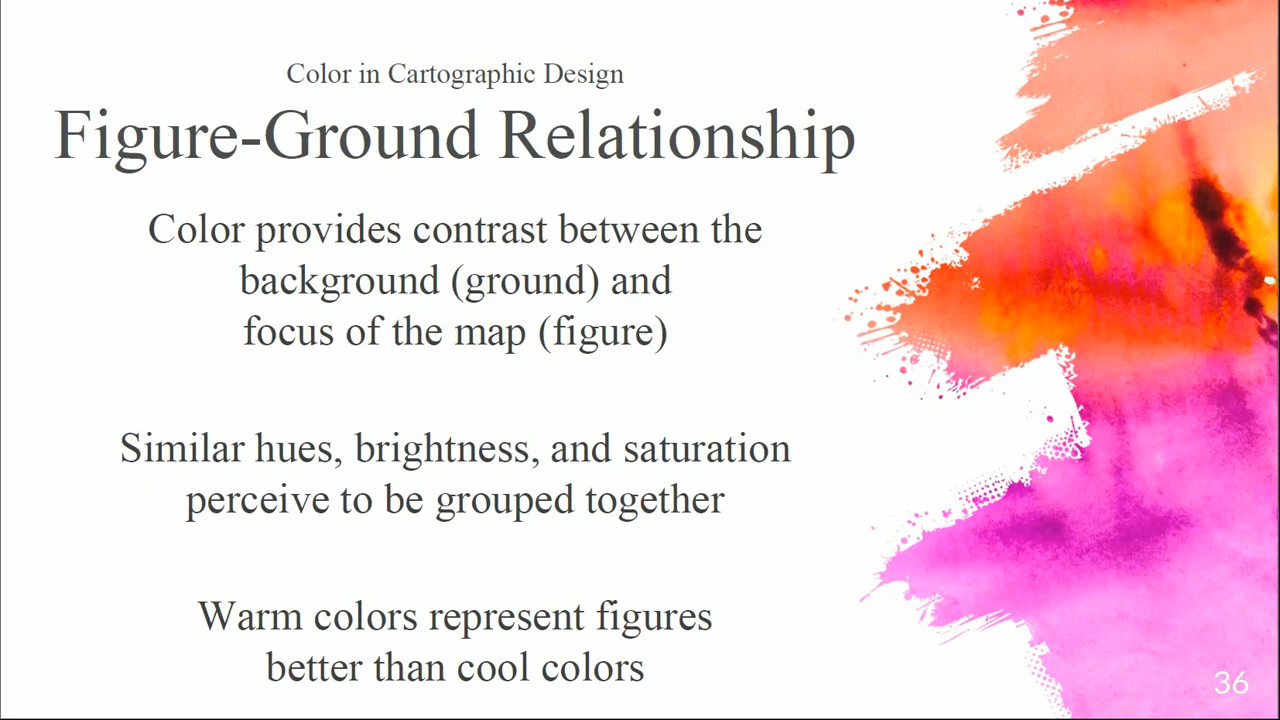 Color in Cartographic Design
Figure-Ground Relationship
Color provides contrast between the
background (ground) and
focus of the map (figure)
Similar hues, brightness, and saturation
perceive to be grouped together
Warm colors represent figures
better than cool colors
36